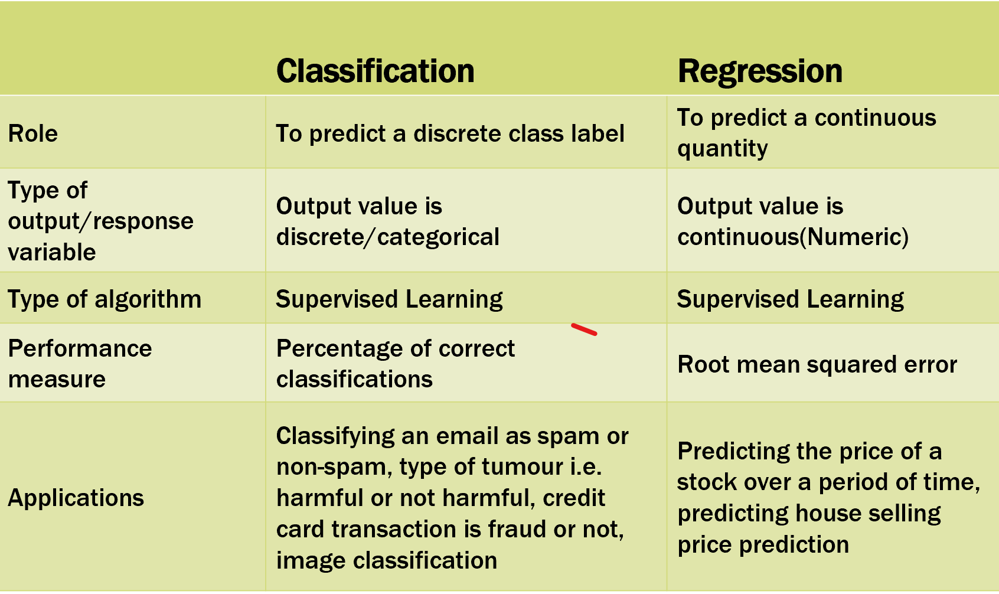 Classification
Regression
Role
To predict a discrete class label
To predict a continuous
quantity
Type of
output/response
variable
Output value is
discrete/categorical
Output value is
continuous(Numeric)
Type of algorithm
Supervised Learning
Supervised Learning
Performance
measure
Percentage of correct
classifications
Root mean squared error
Applications
Classifying an email as spam or
non-spam, type of tumour i.e.
harmful or not harmful, credit
card transaction is fraud or not,
image classification
Predicting the price of a
stock over a period of time,
predicting house selling
price prediction